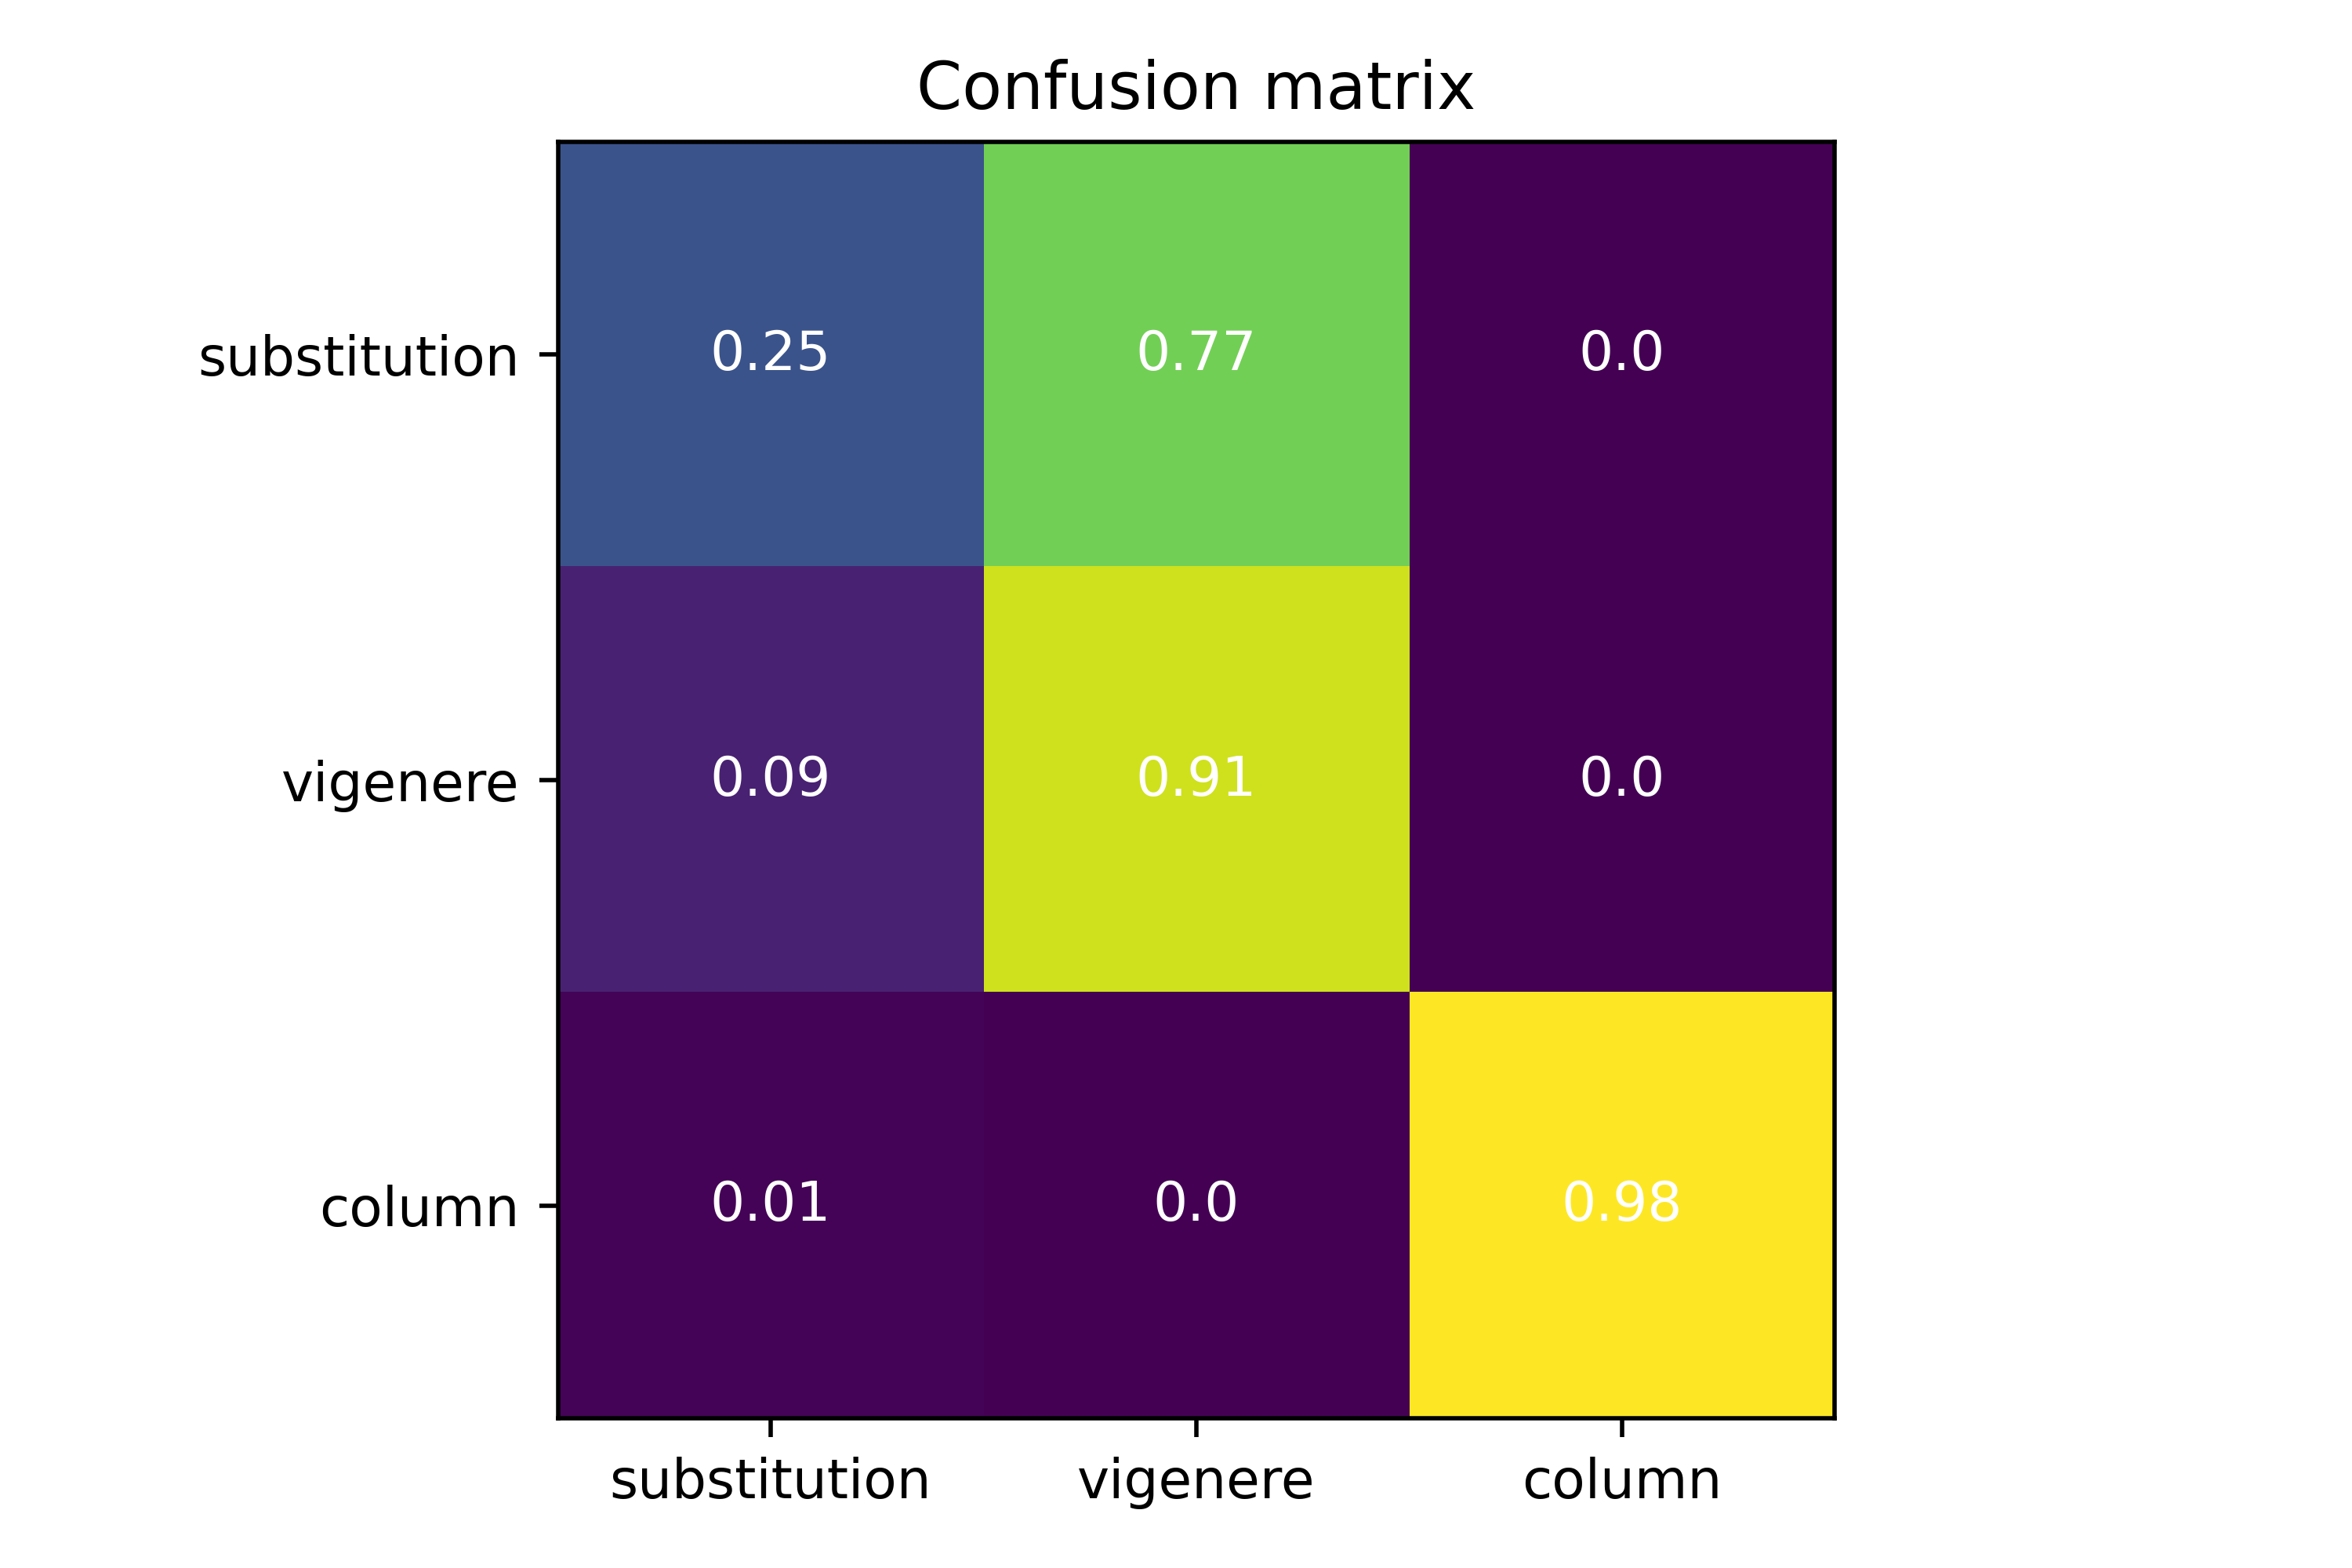 Confusion matrix
substitution 0.25 0.77 0.0
vigenere 0.09 0.91 0.0
column 0.01 0.0 0.98
substitution vigenere column